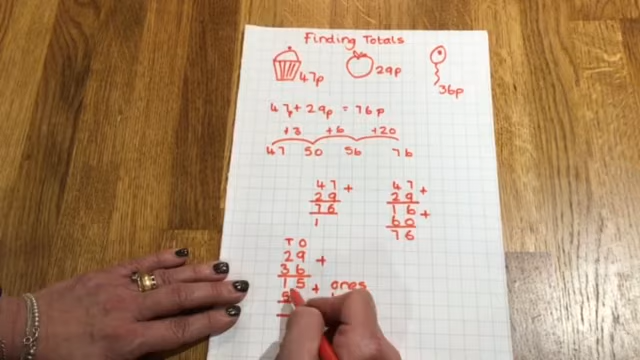 Finding Totals
47p
29p
36p
47p + 29p = 76p
+3 +6 +20
47 50 56 76
47 +
29
76
1
47 +
29
16 +
60
76
T O
29 +
36
15 + ones
5